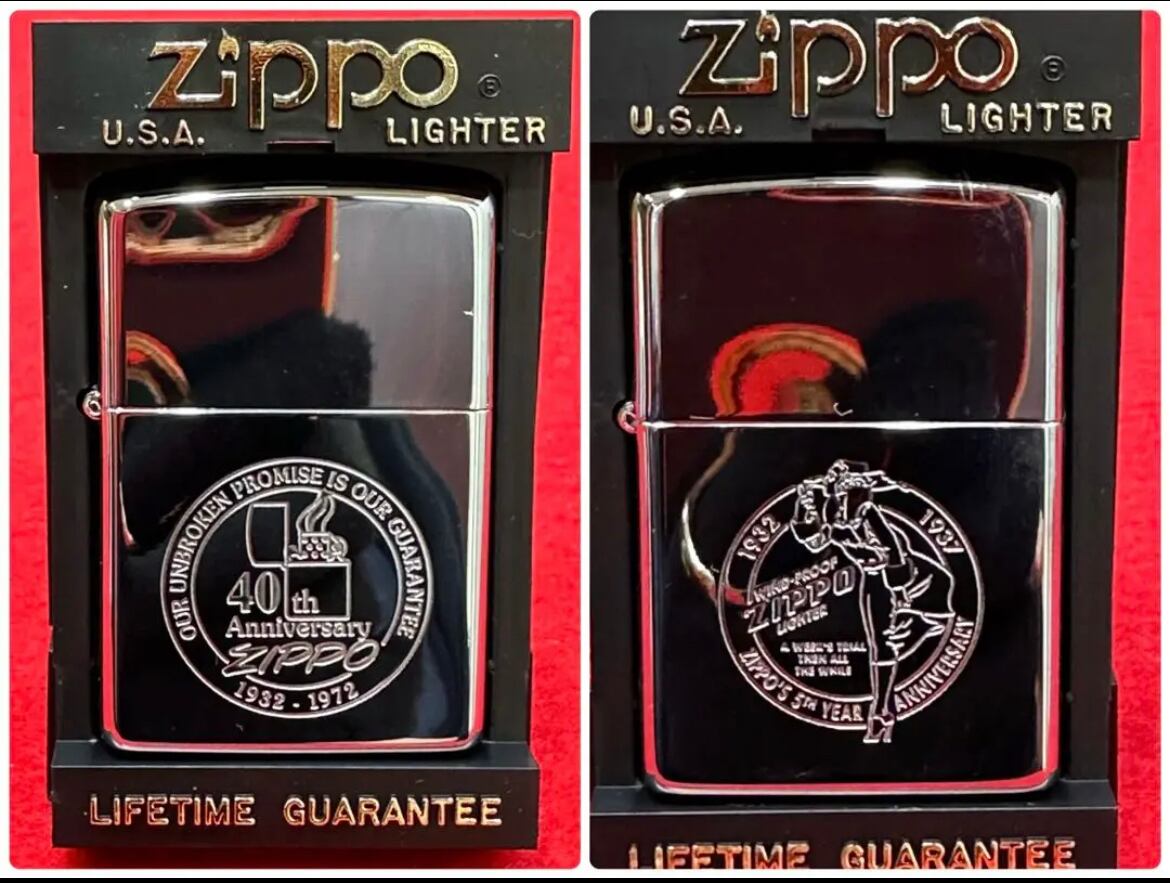 Zippo®
U.S.A. LIGHTER
OUR UNBROKEN PROMISE IS OUR GUARANTEE
40th
Anniversary
ZIPPO
1932 - 1972
LIFETIME GUARANTEE
Zippo®
U.S.A. LIGHTER
1932 1937
WIND-PROOF
ZIPPO
LIGHTER
A WEEK'S TRIAL
THEN ALL
THE WHILE
ZIPPO'S 5TH YEAR ANNIVERSARY
LIFETIME GUARANTEE